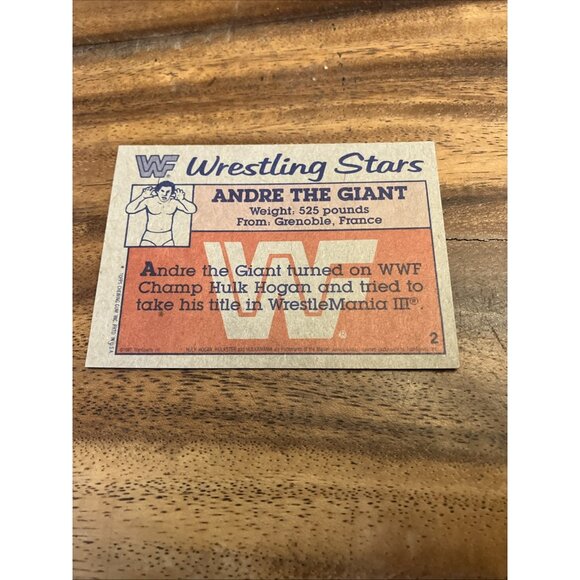 WF Wrestling Stars
ANDRE THE GIANT
Weight: 525 pounds
From: Grenoble, France
Andre the Giant turned on WWF
Champ Hulk Hogan and tried to
take his title in WrestleMania III®.
®
2